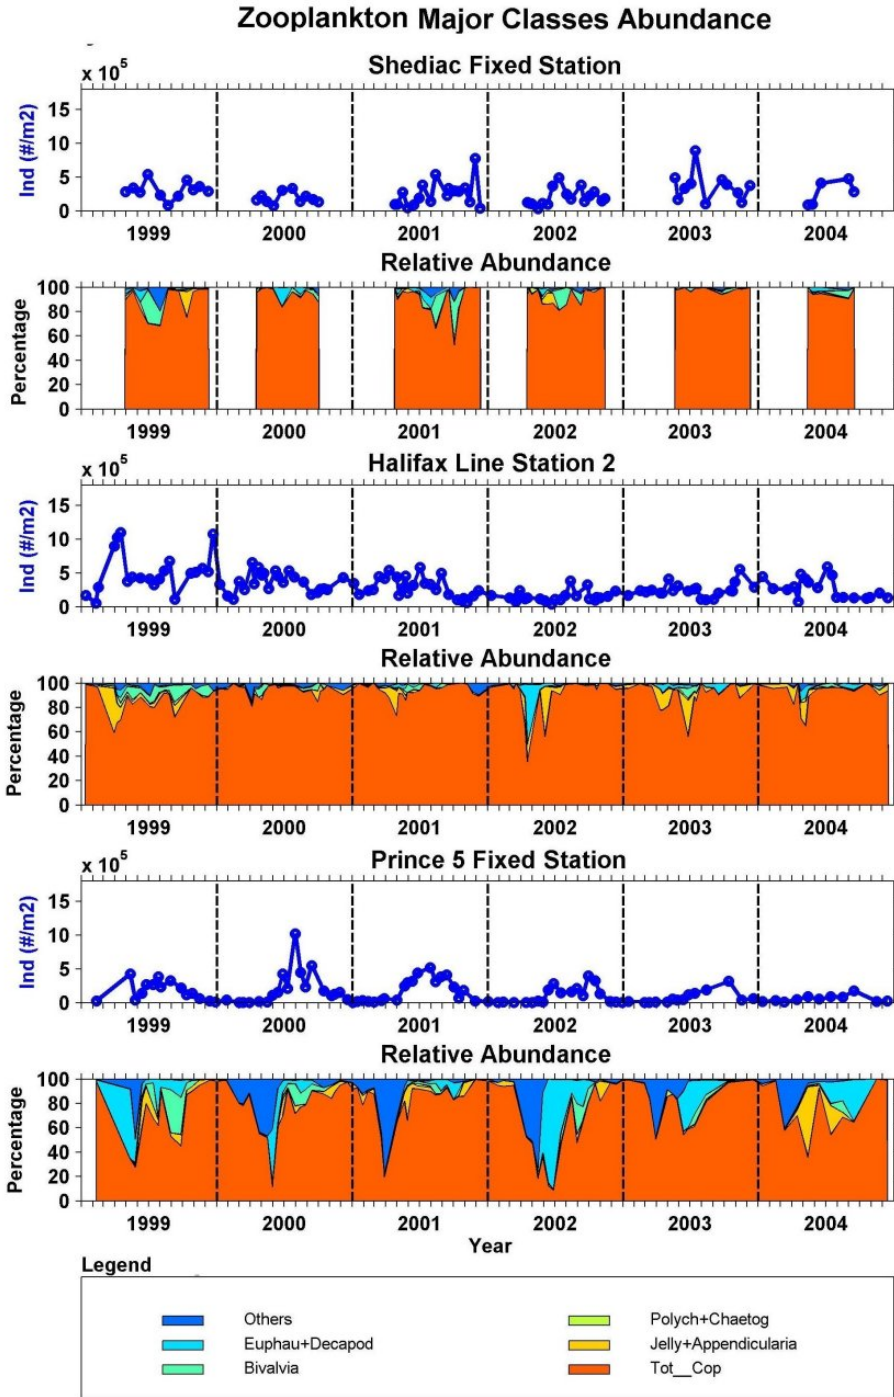 Zooplankton Major Classes Abundance
Shediac Fixed Station
x 10^5
Ind (#/m2)
15
10
5
0
1999 2000 2001 2002 2003 2004
Relative Abundance
Percentage
100
80
60
40
20
0
1999 2000 2001 2002 2003 2004
Halifax Line Station 2
x 10^5
Ind (#/m2)
15
10
5
0
1999 2000 2001 2002 2003 2004
Relative Abundance
Percentage
100
80
60
40
20
0
1999 2000 2001 2002 2003 2004
Prince 5 Fixed Station
x 10^5
Ind (#/m2)
15
10
5
0
1999 2000 2001 2002 2003 2004
Relative Abundance
Percentage
100
80
60
40
20
0
1999 2000 2001 2002 2003 2004
Year
Legend
Others Polych+Chaetog
Euphau+Decapod Jelly+Appendicularia
Bivalvia Tot__Cop